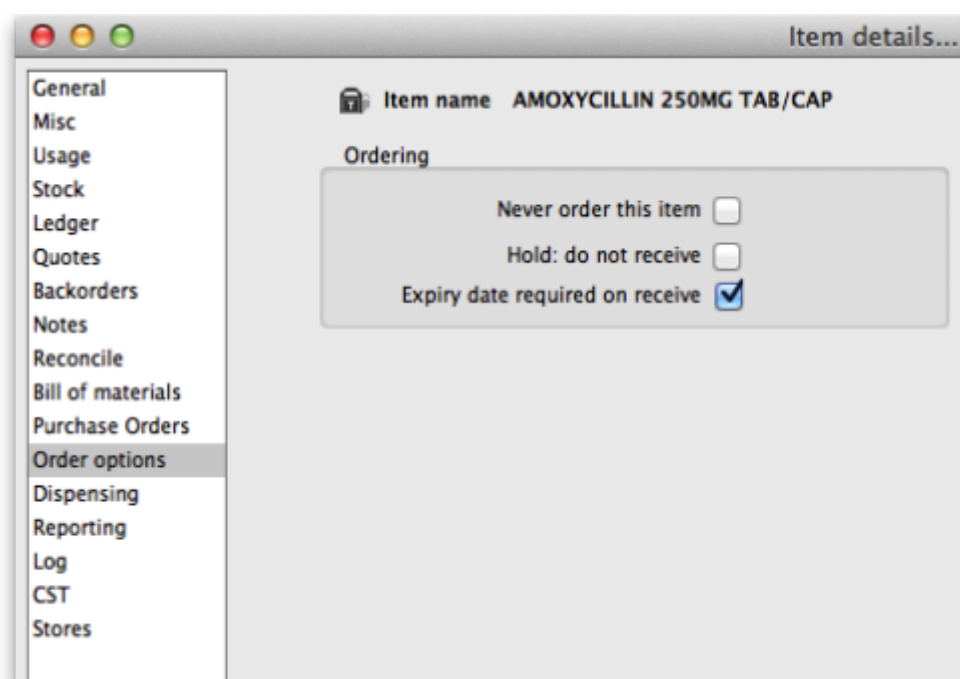 Item details...
General
Misc
Usage
Stock
Ledger
Quotes
Backorders
Notes
Reconcile
Bill of materials
Purchase Orders
Order options
Dispensing
Reporting
Log
CST
Stores
Item name AMOXYCILLIN 250MG TAB/CAP
Ordering
Never order this item
Hold: do not receive
Expiry date required on receive